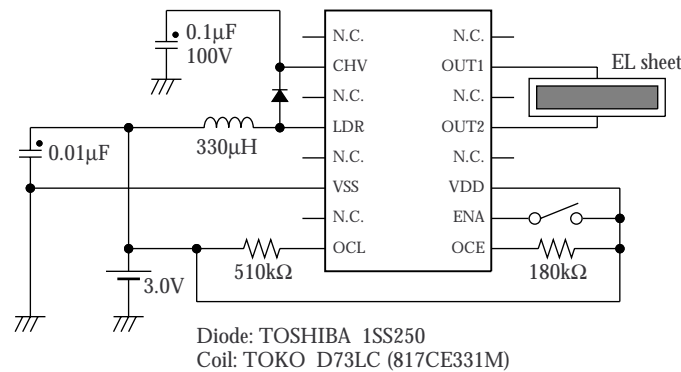 0.1μF
100V
N.C.
CHV
N.C.
LDR
N.C.
VSS
N.C.
OCL
N.C.
OUT1
N.C.
OUT2
N.C.
VDD
ENA
OCE
EL sheet
330μH
0.01μF
510kΩ
180kΩ
3.0V
Diode: TOSHIBA 1SS250
Coil: TOKO D73LC (817CE331M)